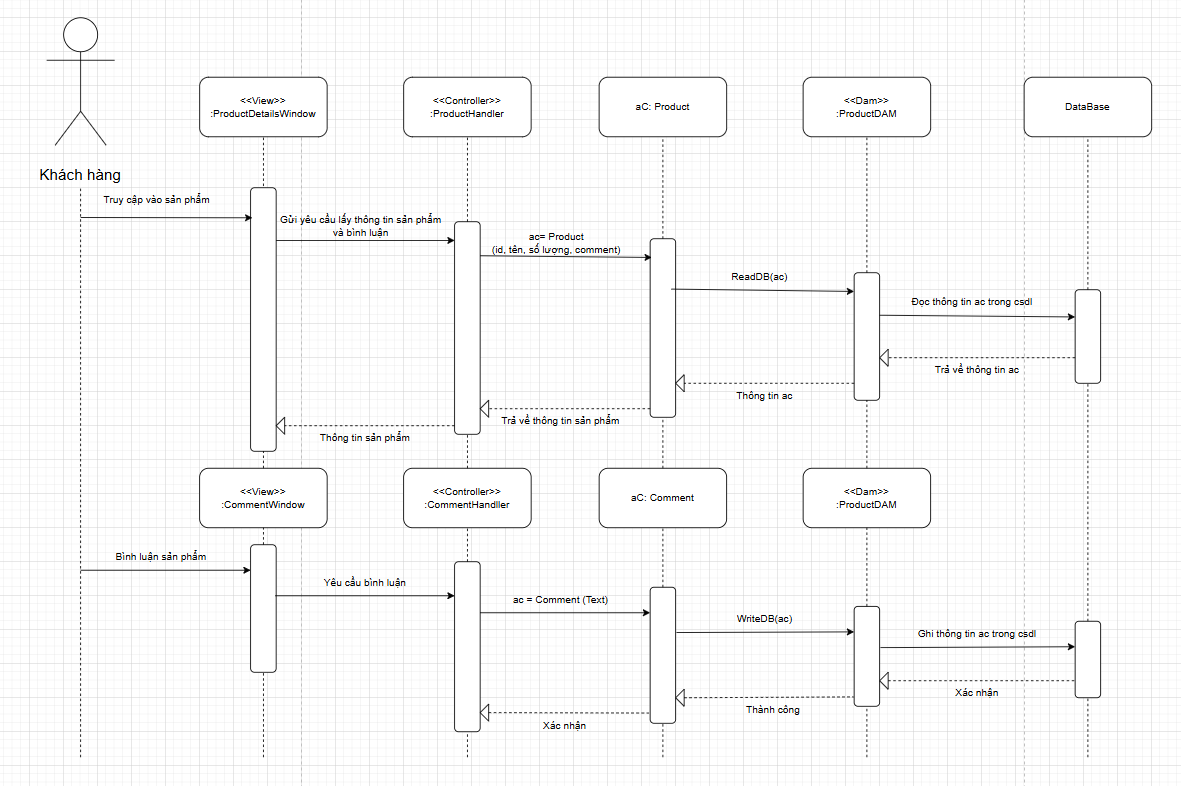 <<View>>
:ProductDetailsWindow
<<Controller>>
:ProductHandler
aC: Product
<<Dam>>
:ProductDAM
DataBase
Khách hàng
Truy cập vào sản phẩm
Gửi yêu cầu lấy thông tin sản phẩm
và bình luận
ac= Product
(id, tên, số lượng, comment)
ReadDB(ac)
Đọc thông tin ac trong csdl
Trả về thông tin ac
Thông tin ac
Trả về thông tin sản phẩm
Thông tin sản phẩm
<<View>>
:CommentWindow
<<Controller>>
:CommentHandller
aC: Comment
<<Dam>>
:ProductDAM
Bình luận sản phẩm
Yêu cầu bình luận
ac = Comment (Text)
WriteDB(ac)
Ghi thông tin ac trong csdl
Xác nhận
Thành công
Xác nhận